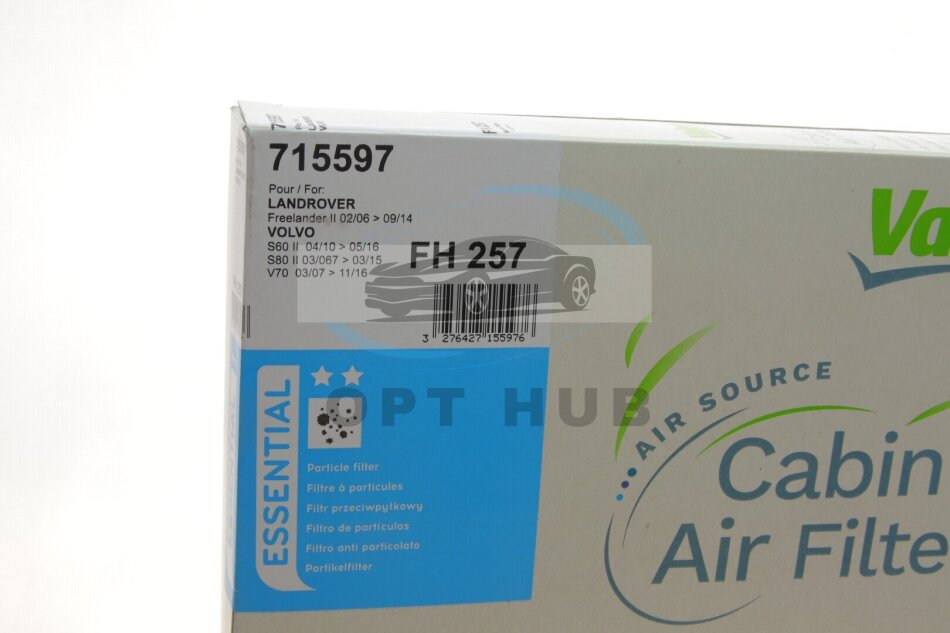 715597
Pour / For:
LANDROVER
Freelander II 02/06 > 09/14
VOLVO
S60 II 04/10 > 05/16
S80 II 03/067 > 03/15
V70 03/07 > 11/16
FH 257
3 276427 155976
OPT HUB
ESSENTIAL
Particle filter
Filtre à particules
Filtr przeciwpyłkowy
Filtro de partículas
Filtro anti particolato
Partikelfilter
Va
AIR SOURCE
Cabin
Air Filte